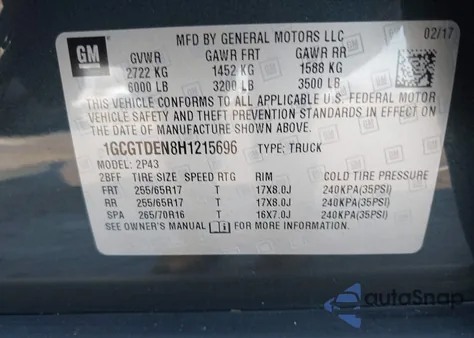 GM
MFD BY GENERAL MOTORS LLC
02/17
GVWR GAWR FRT GAWR RR
2722 KG 1452 KG 1588 KG
6000 LB 3200 LB 3500 LB
THIS VEHICLE CONFORMS TO ALL APPLICABLE U.S. FEDERAL MOTOR
VEHICLE SAFETY AND THEFT PREVENTION STANDARDS IN EFFECT ON
THE DATE OF MANUFACTURE SHOWN ABOVE.
1GCGTDEN8H1215696 TYPE: TRUCK
MODEL: 2P43
2BFF TIRE SIZE SPEED RTG RIM COLD TIRE PRESSURE
FRT 255/65R17 T 17X8.0J 240KPA(35PSI)
RR 255/65R17 T 17X8.0J 240KPA(35PSI)
SPA 265/70R16 T 16X7.0J 240KPA(35PSI)
SEE OWNER'S MANUAL FOR MORE INFORMATION.
autoSnap